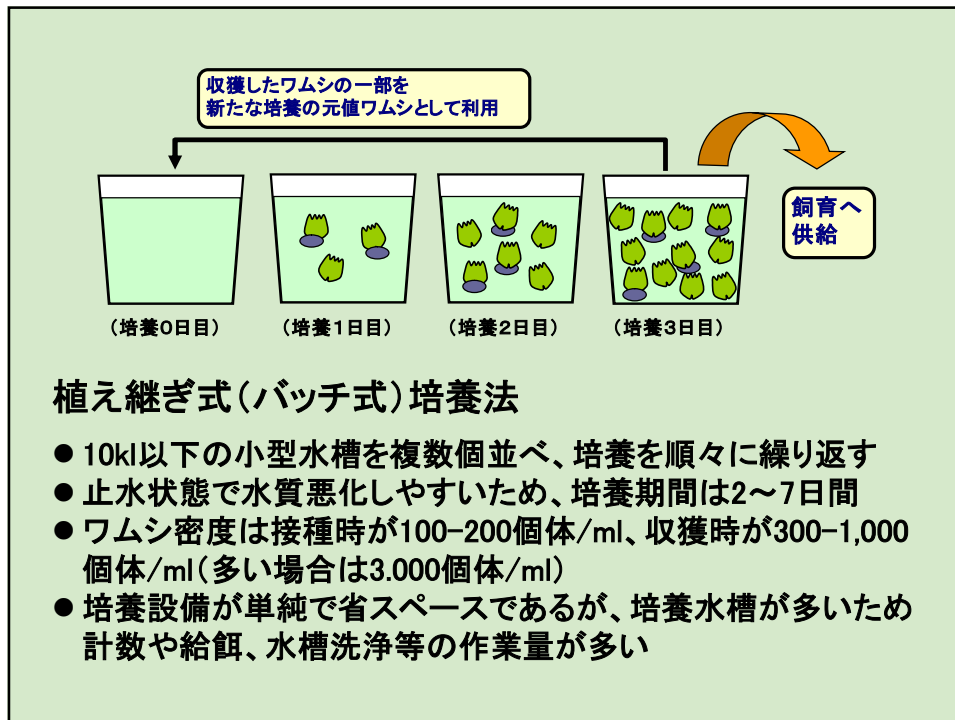 収獲したワムシの一部を
新たな培養の元値ワムシとして利用
飼育へ
供給
（培養０日目）
（培養１日目）
（培養２日目）
（培養３日目）
植え継ぎ式（バッチ式）培養法
●10kl以下の小型水槽を複数個並べ、培養を順々に繰り返す
●止水状態で水質悪化しやすいため、培養期間は2～7日間
●ワムシ密度は接種時が100-200個体/ml、収獲時が300-1,000
個体/ml（多い場合は3.000個体/ml）
●培養設備が単純で省スペースであるが、培養水槽が多いため
計数や給餌、水槽洗浄等の作業量が多い